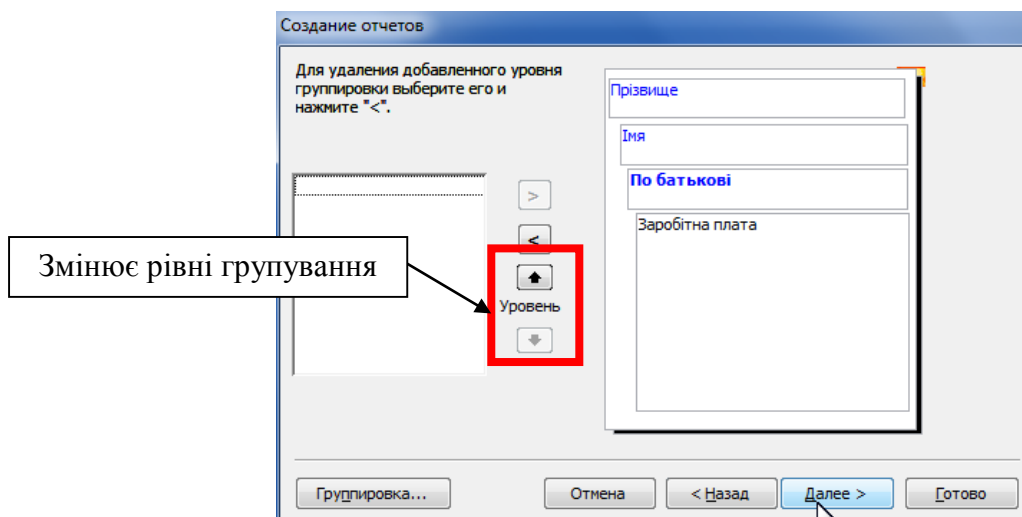 Создание отчетов
Для удаления добавленного уровня
группировки выберите его и
нажмите "<".
Прізвище
Імя
По батькові
Заробітна плата
>
<
Уровень
Змінює рівні групування
Группировка...
Отмена
< Назад
Далее >
Готово